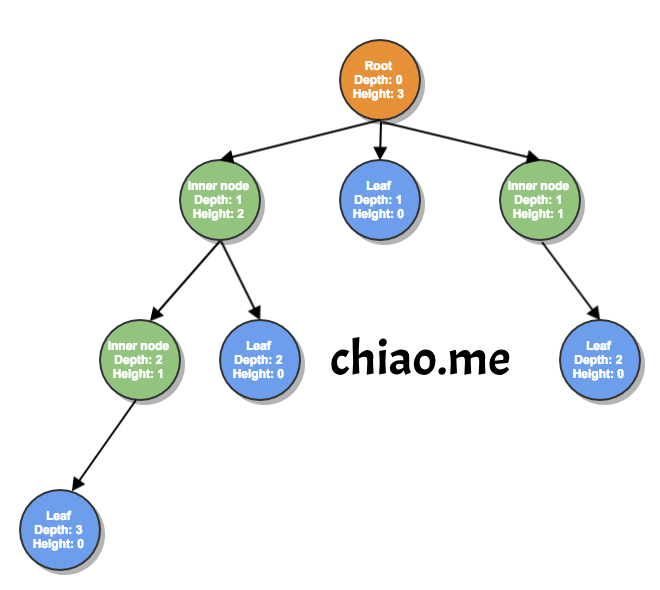 Root
Depth: 0
Height: 3
Inner node
Depth: 1
Height: 2
Leaf
Depth: 1
Height: 0
Inner node
Depth: 1
Height: 1
Inner node
Depth: 2
Height: 1
Leaf
Depth: 2
Height: 0
chiao.me
Leaf
Depth: 2
Height: 0
Leaf
Depth: 3
Height: 0